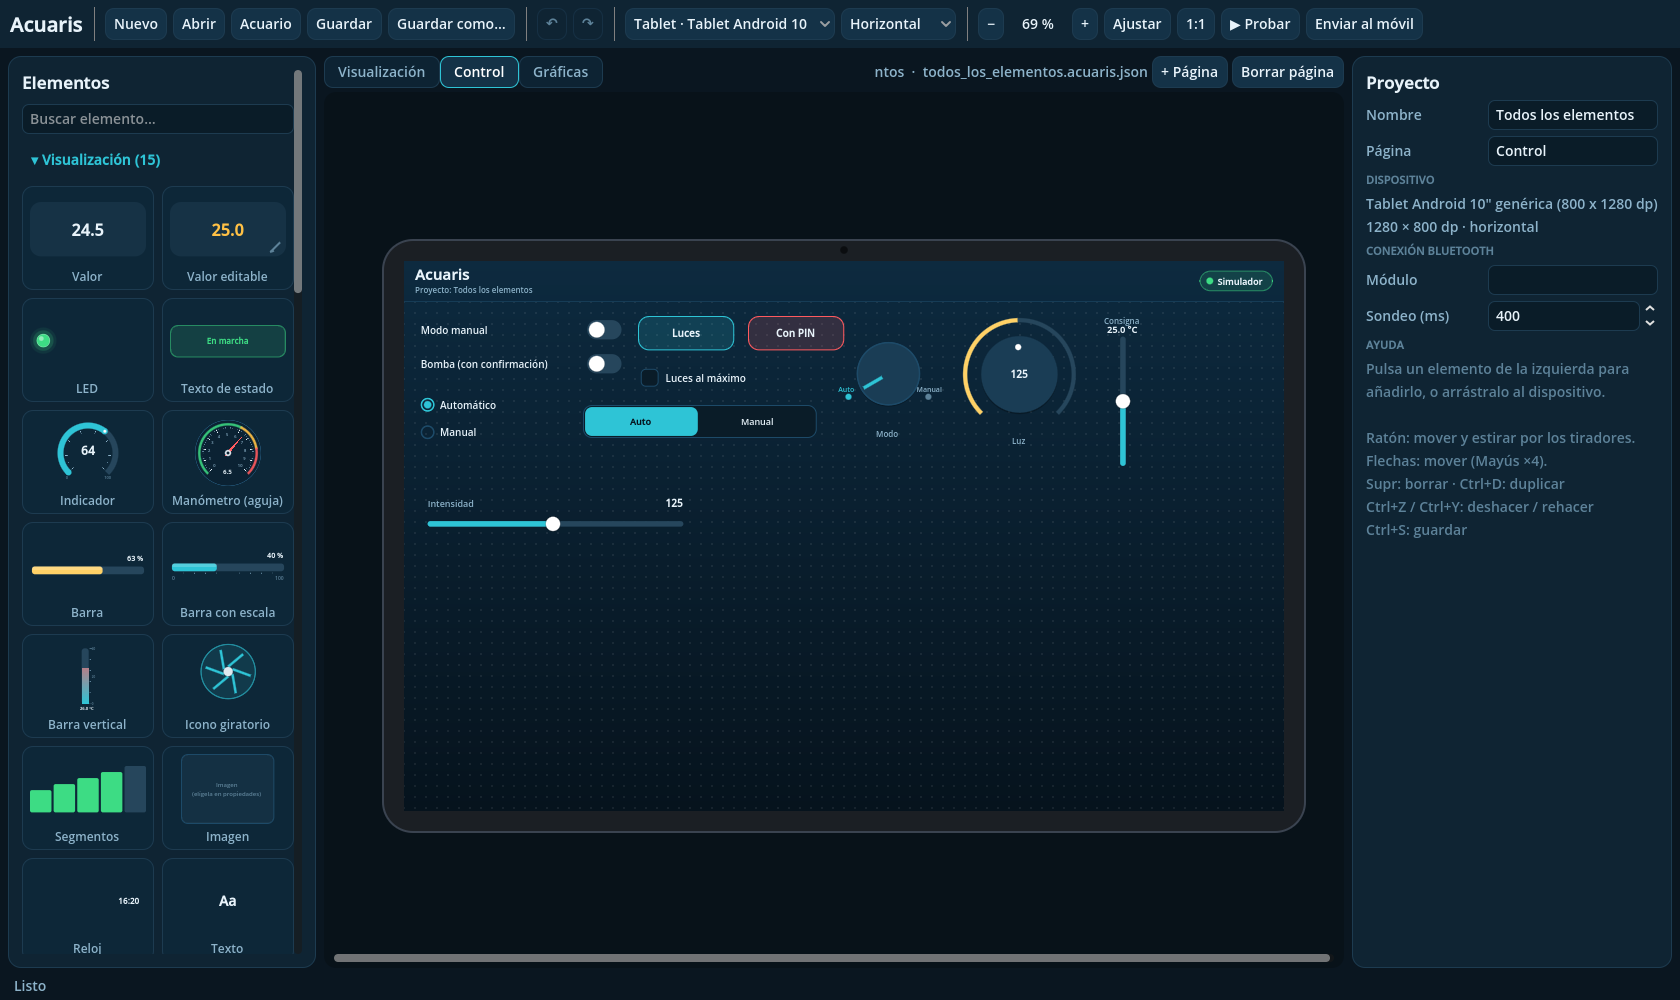 Acuaris
Nuevo
Abrir
Acuario
Guardar
Guardar como...
Tablet · Tablet Android 10
Horizontal
−
69 %
+
Ajustar
1:1
▶ Probar
Enviar al móvil
Elementos
Buscar elemento...
▾ Visualización (15)
24.5
Valor
25.0
Valor editable
LED
En marcha
Texto de estado
64
Indicador
6.5
Manómetro (aguja)
63 %
Barra
40 %
0
100
Barra con escala
Barra vertical
Icono giratorio
Segmentos
Imagen
(elígela en propiedades)
Imagen
16:20
Reloj
Aa
Texto
Visualización
Control
Gráficas
ntos · todos_los_elementos.acuaris.json
+ Página
Borrar página
Acuaris
Proyecto: Todos los elementos
Simulador
Modo manual
Bomba (con confirmación)
Automático
Manual
Luces
Con PIN
Luces al máximo
Auto
Manual
Auto
Manual
Modo
125
Luz
Consigna
25.0 °C
Intensidad
125
Proyecto
Nombre
Todos los elementos
Página
Control
DISPOSITIVO
Tablet Android 10" genérica (800 x 1280 dp)
1280 × 800 dp · horizontal
CONEXIÓN BLUETOOTH
Módulo
Sondeo (ms)
400
AYUDA
Pulsa un elemento de la izquierda para
añadirlo, o arrástralo al dispositivo.
Ratón: mover y estirar por los tiradores.
Flechas: mover (Mayús ×4).
Supr: borrar · Ctrl+D: duplicar
Ctrl+Z / Ctrl+Y: deshacer / rehacer
Ctrl+S: guardar
Listo